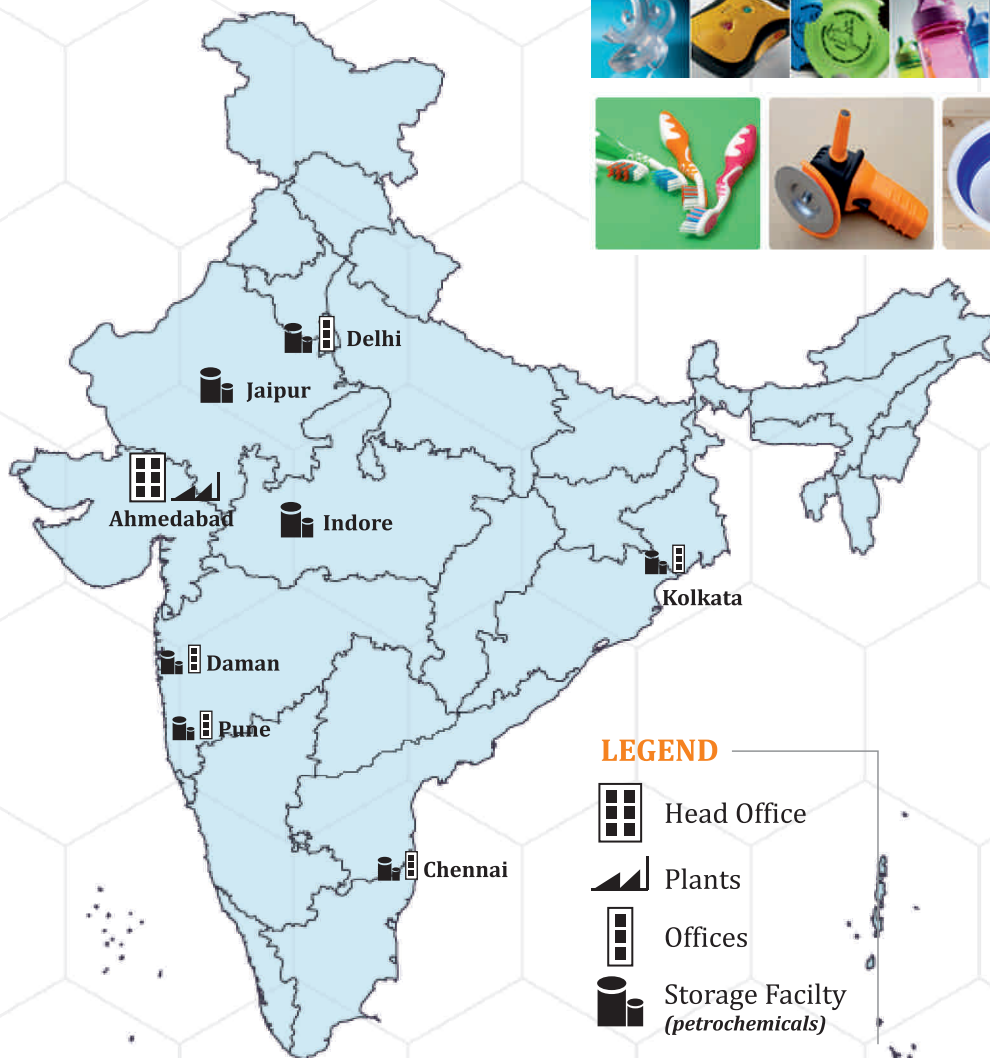 Delhi
Jaipur
Ahmedabad
Indore
Kolkata
Daman
Pune
Chennai
LEGEND
Head Office
Plants
Offices
Storage Facilty
(petrochemicals)